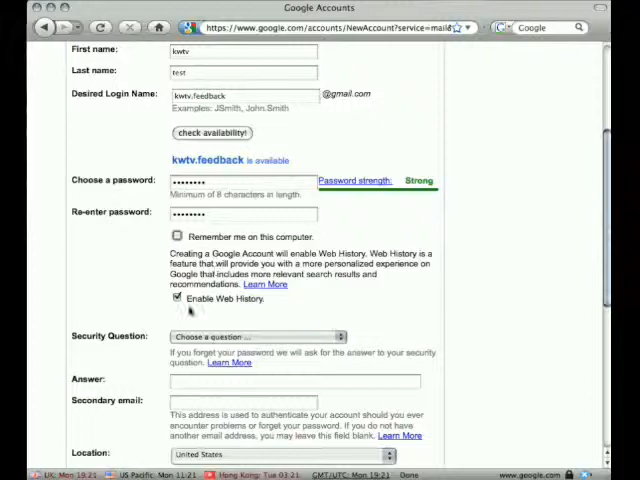 Google Accounts
https://www.google.com/accounts/NewAccount?service=mail&
Google
First name: kwtv
Last name: test
Desired Login Name: kwtv.feedback @gmail.com
Examples: JSmith, John.Smith
check availability!
kwtv.feedback is available
Choose a password: •••••••• Password strength: Strong
Minimum of 8 characters in length.
Re-enter password: ••••••••
Remember me on this computer.
Creating a Google Account will enable Web History. Web History is a
feature that will provide you with a more personalized experience on
Google that includes more relevant search results and
recommendations. Learn More
Enable Web History.
Security Question: Choose a question ...
If you forget your password we will ask for the answer to your security
question. Learn More
Answer:
Secondary email:
This address is used to authenticate your account should you ever
encounter problems or forget your password. If you do not have
another email address, you may leave this field blank. Learn More
Location: United States
UK: Mon 19:21 US Pacific: Mon 11:21 Hong Kong: Tue 03:21 GMT/UTC: Mon 19:21 Done www.google.com